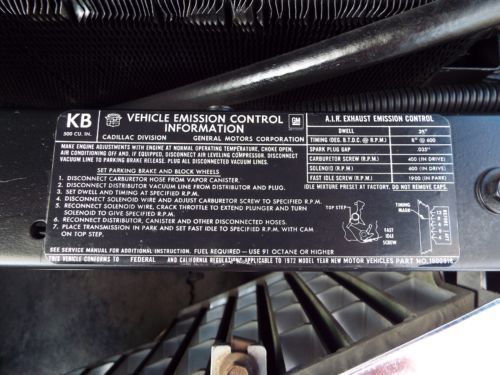 KB
500 CU. IN.
VEHICLE EMISSION CONTROL
INFORMATION
GM
CADILLAC DIVISION GENERAL MOTORS CORPORATION
MAKE ENGINE ADJUSTMENTS WITH ENGINE AT NORMAL OPERATING TEMPERATURE, CHOKE OPEN,
AIR CONDITIONING OFF AND, IF EQUIPPED, DISCONNECT AIR LEVELING COMPRESSOR. DISCONNECT
VACUUM LINE TO PARKING BRAKE RELEASE. PLUG ALL DISCONNECTED VACUUM LINES.
SET PARKING BRAKE AND BLOCK WHEELS
1. DISCONNECT CARBURETOR HOSE FROM VAPOR CANISTER.
2. DISCONNECT DISTRIBUTOR VACUUM LINE FROM DISTRIBUTOR AND PLUG.
3. SET DWELL AND TIMING AT SPECIFIED R.P.M.
4. DISCONNECT SOLENOID WIRE AND ADJUST CARBURETOR SCREW TO SPECIFIED R.P.M.
5. RECONNECT SOLENOID WIRE, CRACK THROTTLE TO EXTEND PLUNGER AND TURN
SOLENOID TO GIVE SPECIFIED R.P.M.
6. RECONNECT DISTRIBUTOR, CANISTER AND OTHER DISCONNECTED HOSES
7. PLACE TRANSMISSION IN PARK AND SET FAST IDLE TO SPECIFIED R.P.M. WITH CAM
ON TOP STEP.
SEE SERVICE MANUAL FOR ADDITIONAL INSTRUCTION. FUEL REQUIRED - USE 91 OCTANE OR HIGHER
THIS VEHICLE CONFORMS TO FEDERAL AND CALIFORNIA REGULATIONS APPLICABLE TO 1972 MODEL YEAR NEW MOTOR VEHICLES PART NO.
A.I.R. EXHAUST EMISSION CONTROL
DWELL 30°
TIMING (DEG. B.T.D.C. @ R.P.M.) 8° @ 600
SPARK PLUG GAP .035"
CARBURETOR SCREW (R.P.M.) 400 (IN DRIVE)
SOLENOID (R.P.M.) 600 (IN DRIVE)
FAST IDLE SCREW (R.P.M.) 1900 (IN PARK)
IDLE MIXTURE PRESET AT FACTORY. DO NOT REMOVE CAPS.
TOP STEP
FAST
IDLE
SCREW
TIMING
MARK